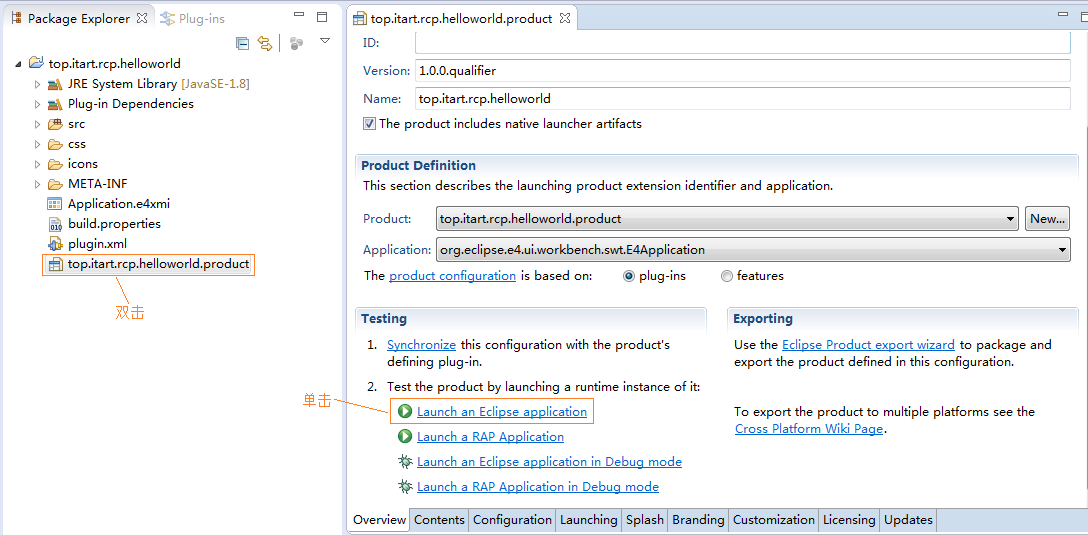 Package Explorer
Plug-ins
top.itart.rcp.helloworld
JRE System Library [JavaSE-1.8]
Plug-in Dependencies
src
css
icons
META-INF
Application.e4xmi
build.properties
plugin.xml
top.itart.rcp.helloworld.product
双击
top.itart.rcp.helloworld.product
ID:
Version: 1.0.0.qualifier
Name: top.itart.rcp.helloworld
The product includes native launcher artifacts
Product Definition
This section describes the launching product extension identifier and application.
Product: top.itart.rcp.helloworld.product New...
Application: org.eclipse.e4.ui.workbench.swt.E4Application
The product configuration is based on: plug-ins features
Testing
1. Synchronize this configuration with the product's
defining plug-in.
2. Test the product by launching a runtime instance of it:
单击
Launch an Eclipse application
Launch a RAP Application
Launch an Eclipse application in Debug mode
Launch a RAP Application in Debug mode
Exporting
Use the Eclipse Product export wizard to package and
export the product defined in this configuration.
To export the product to multiple platforms see the
Cross Platform Wiki Page.
Overview Contents Configuration Launching Splash Branding Customization Licensing Updates